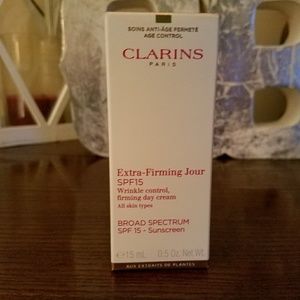 SOINS ANTI-ÂGE FERMETÉ
AGE CONTROL
CLARINS
PARIS
Extra-Firming Jour
SPF15
Wrinkle control,
firming day cream
All skin types
BROAD SPECTRUM
SPF 15 - Sunscreen
℮ 15 mL 0.5 Oz. Net Wt.
AUX EXTRAITS DE PLANTES